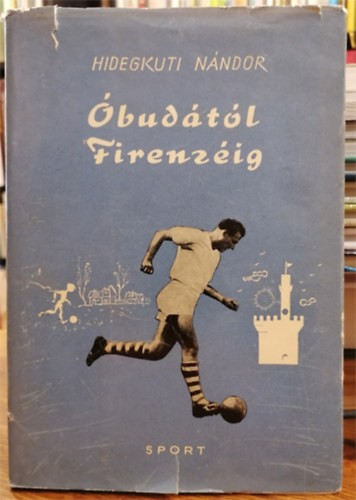 HIDEGKUTI NÁNDOR
Óbudától
Firenzéig
SPORT